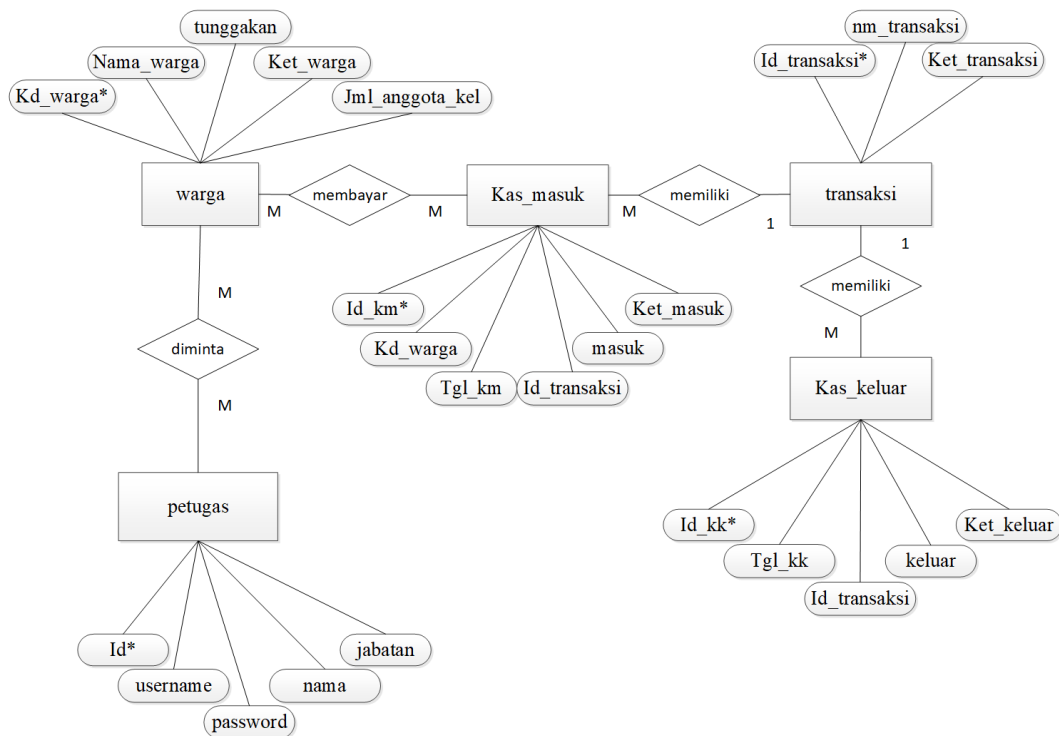 tunggakan
Nama_warga
Ket_warga
Kd_warga*
Jml_anggota_kel
nm_transaksi
Id_transaksi*
Ket_transaksi
warga
M
membayar
M
Kas_masuk
M
memiliki
1
transaksi
1
memiliki
M
Kas_keluar
Id_km*
Kd_warga
Tgl_km
Id_transaksi
masuk
Ket_masuk
M
diminta
M
petugas
Id*
username
password
nama
jabatan
Id_kk*
Tgl_kk
Id_transaksi
keluar
Ket_keluar